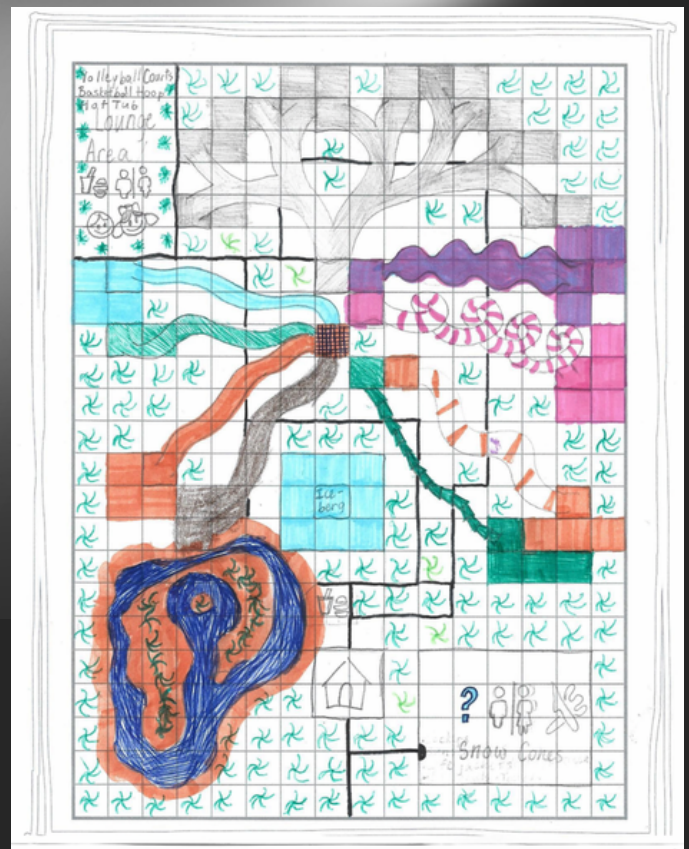 Volleyball Courts
Basketball Hoop
Hot Tub
Lounge
Area
Ice-
berg
?
Snow Cones